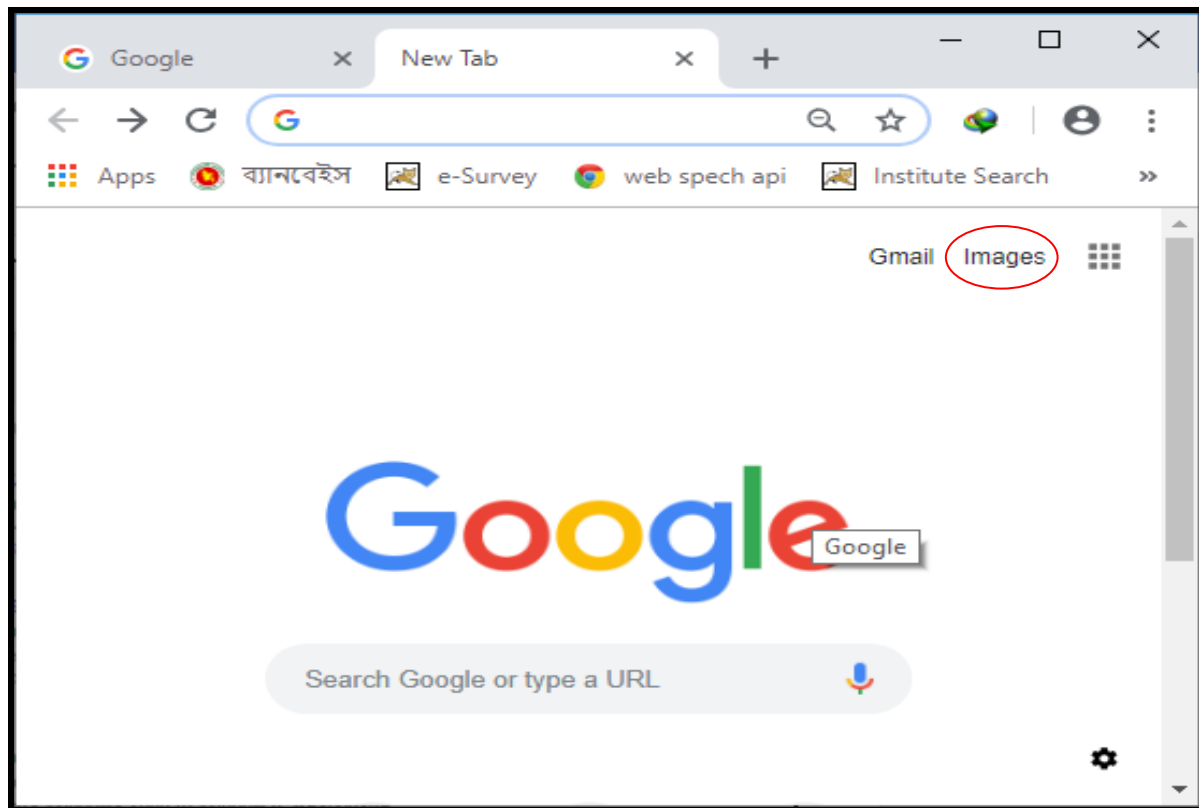 Google New Tab
Apps ব্যানবেইস e-Survey web spech api Institute Search
Gmail Images
Google
Google
Search Google or type a URL